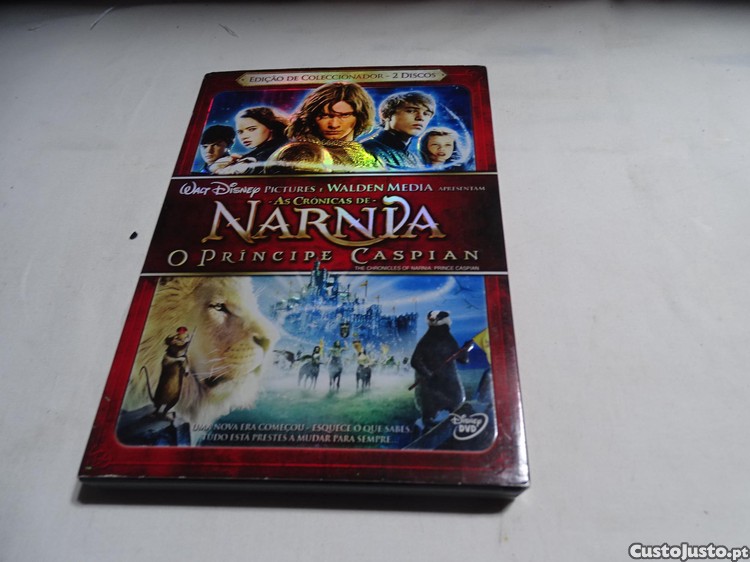 EDIÇÃO DE COLECCIONADOR - 2 DISCOS
WALT DISNEY PICTURES E WALDEN MEDIA APRESENTAM
- AS CRÓNICAS DE -
NARNIA
O PRÍNCIPE CASPIAN
THE CHRONICLES OF NARNIA: PRINCE CASPIAN
UMA NOVA ERA COMEÇOU - ESQUECE O QUE SABES
TUDO ESTÁ PRESTES A MUDAR PARA SEMPRE...
Disney
DVD
CustoJusto.pt